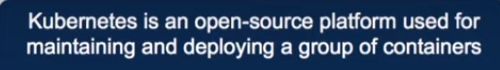 Kubernetes is an open-source platform used for
maintaining and deploying a group of containers